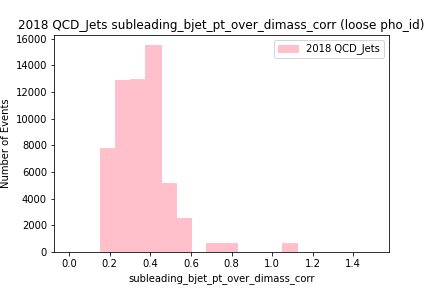 2018 QCD_Jets subleading_bjet_pt_over_dimass_corr (loose pho_id)
2018 QCD_Jets
Number of Events
16000
14000
12000
10000
8000
6000
4000
2000
0
0.0 0.2 0.4 0.6 0.8 1.0 1.2 1.4
subleading_bjet_pt_over_dimass_corr